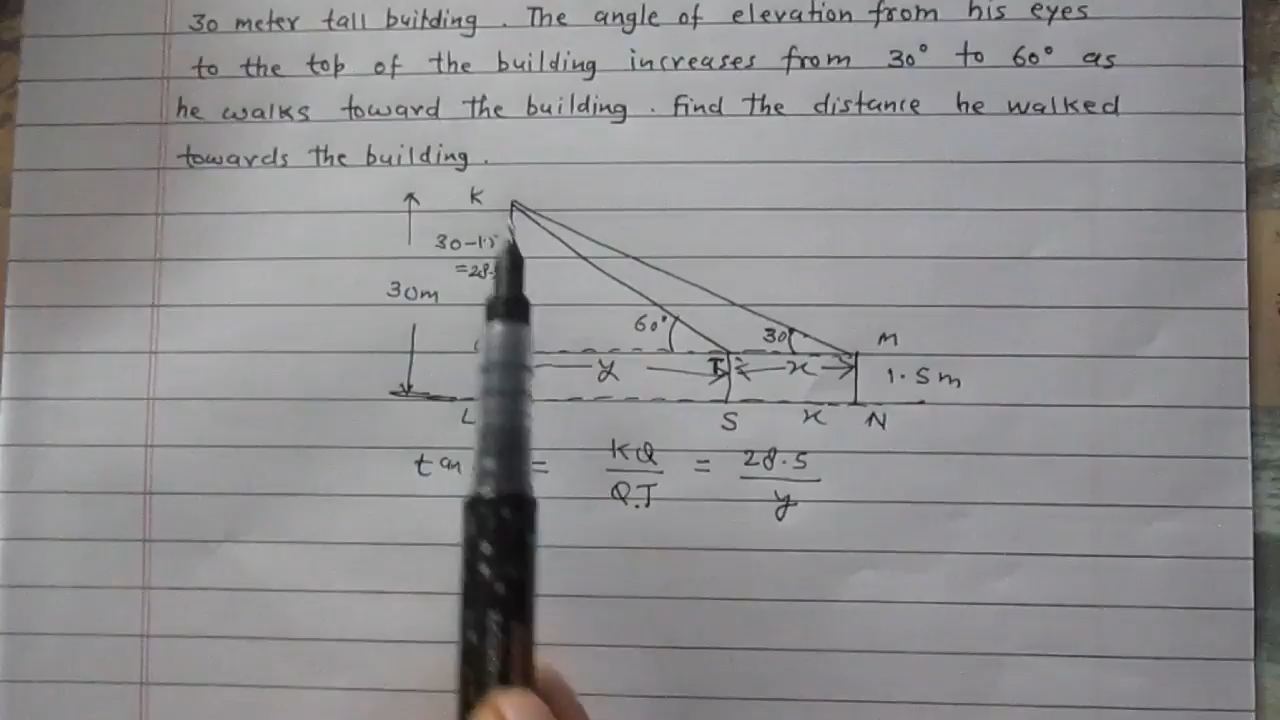 30 meter tall building. The angle of elevation from his eyes
to the top of the building increases from 30° to 60° as
he walks toward the building. find the distance he walked
towards the building.
K
30-1.5
=28.
30m
60°
30
M
y
T
x
1.5m
L
S
x
N
tan = KQ/QT = 28.5/y